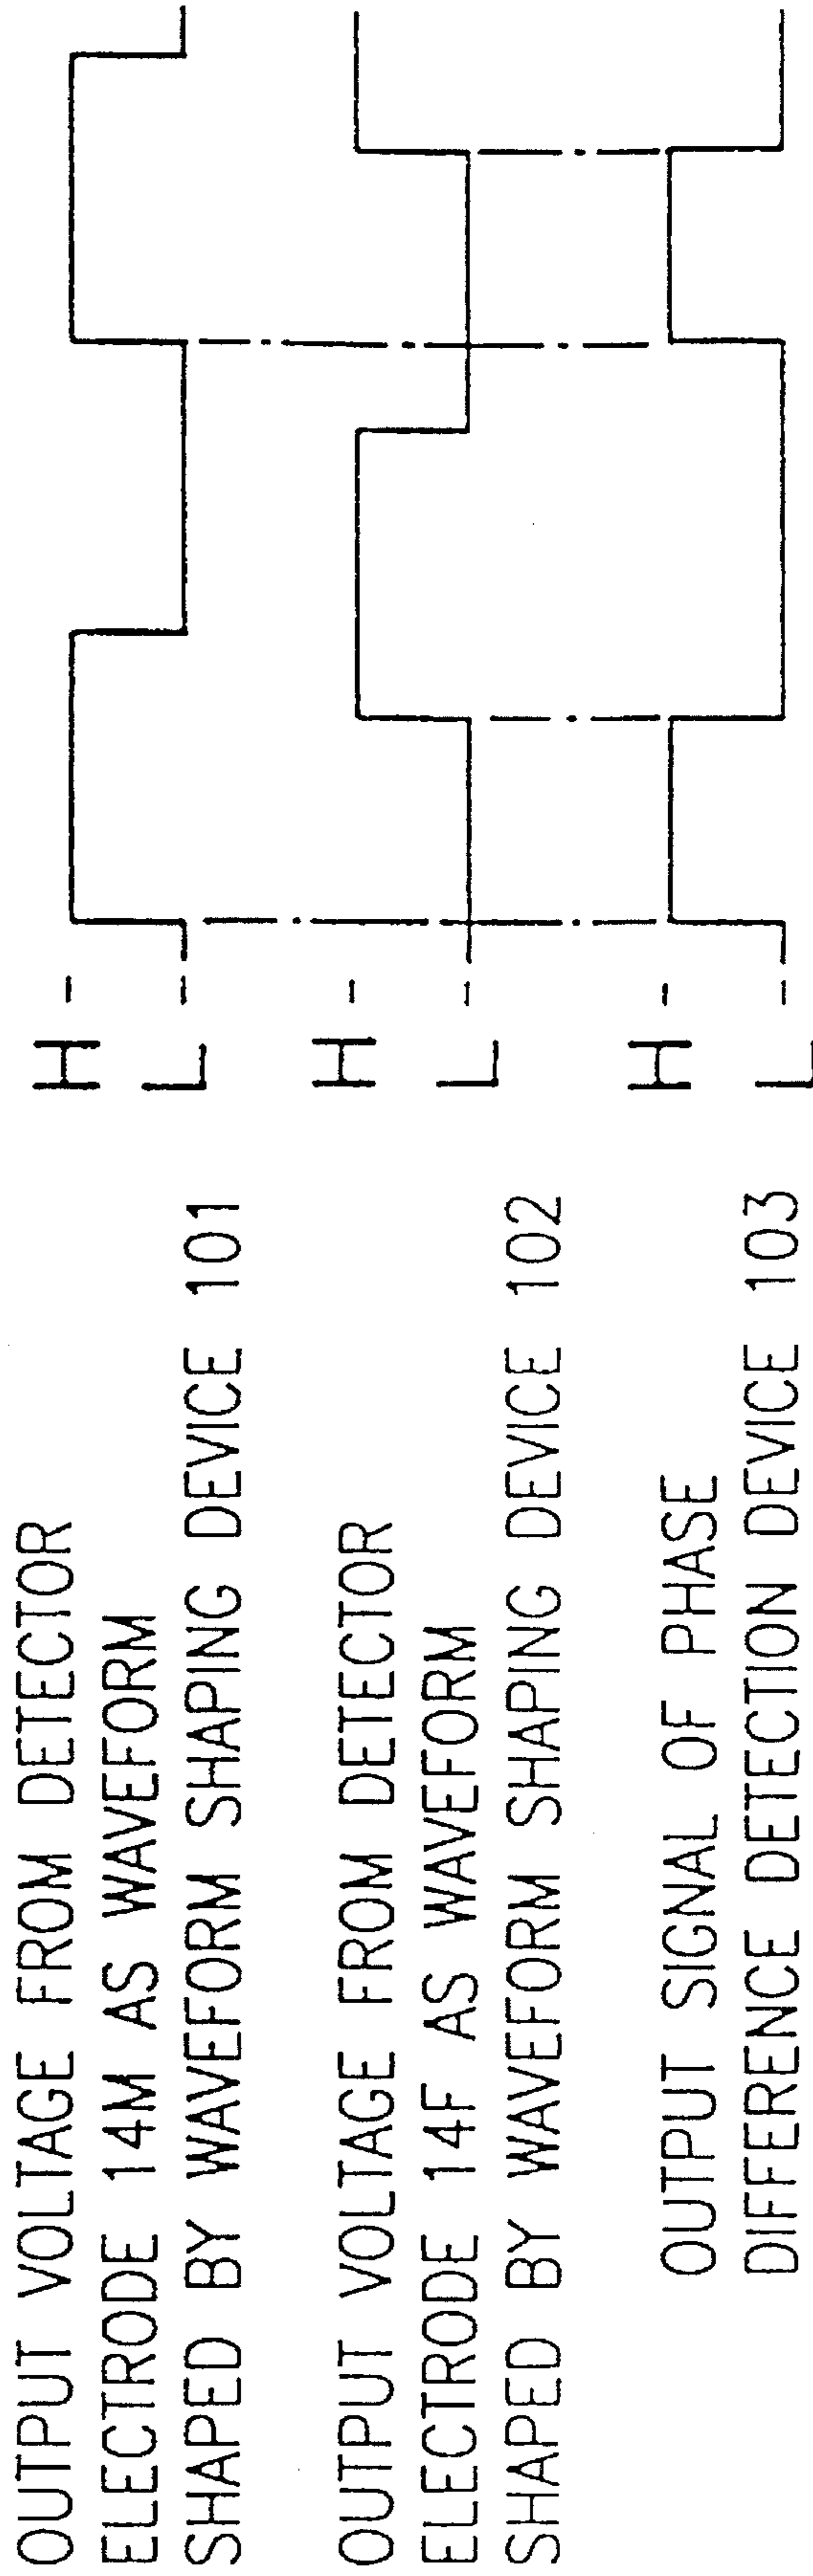 OUTPUT VOLTAGE FROM DETECTOR
ELECTRODE 14M AS WAVEFORM
SHAPED BY WAVEFORM SHAPING DEVICE 101
H
L
OUTPUT VOLTAGE FROM DETECTOR
ELECTRODE 14F AS WAVEFORM
SHAPED BY WAVEFORM SHAPING DEVICE 102
H
L
OUTPUT SIGNAL OF PHASE
DIFFERENCE DETECTION DEVICE 103
H
L